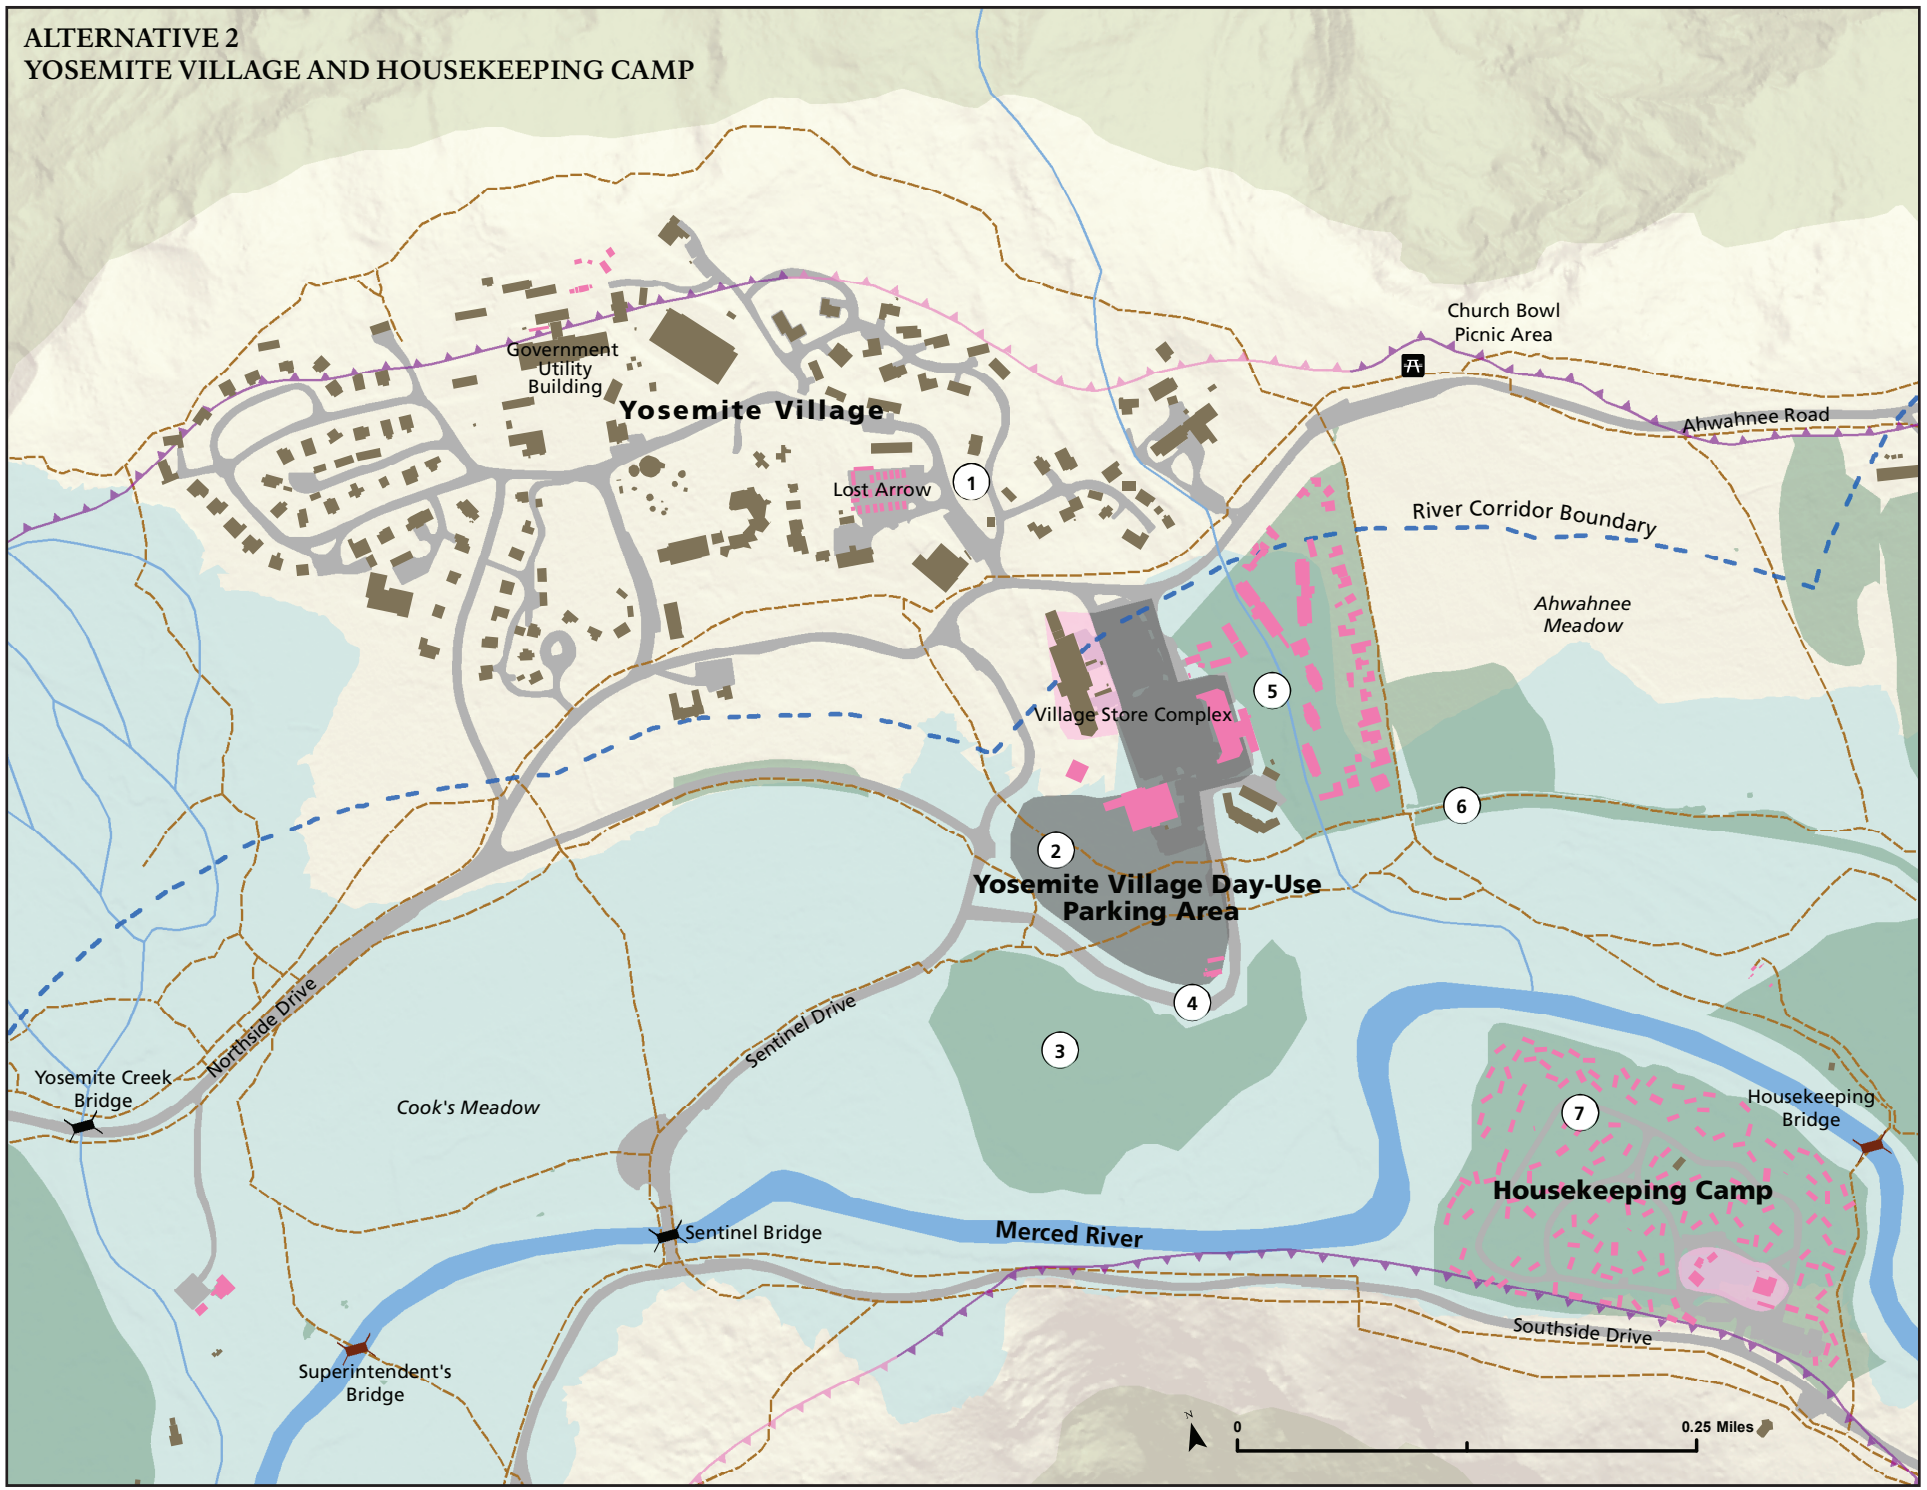 ALTERNATIVE 2
YOSEMITE VILLAGE AND HOUSEKEEPING CAMP
Church Bowl
Picnic Area
Government
Utility
Building
Yosemite Village
Ahwahnee Road
Lost Arrow
1
River Corridor Boundary
Ahwahnee
Meadow
5
Village Store Complex
6
2
Yosemite Village Day-Use
Parking Area
4
3
Northside Drive
Sentinel Drive
Yosemite Creek
Bridge
Cook's Meadow
7
Housekeeping
Bridge
Housekeeping Camp
Sentinel Bridge
Merced River
Southside Drive
Superintendent's
Bridge
N
0
0.25 Miles